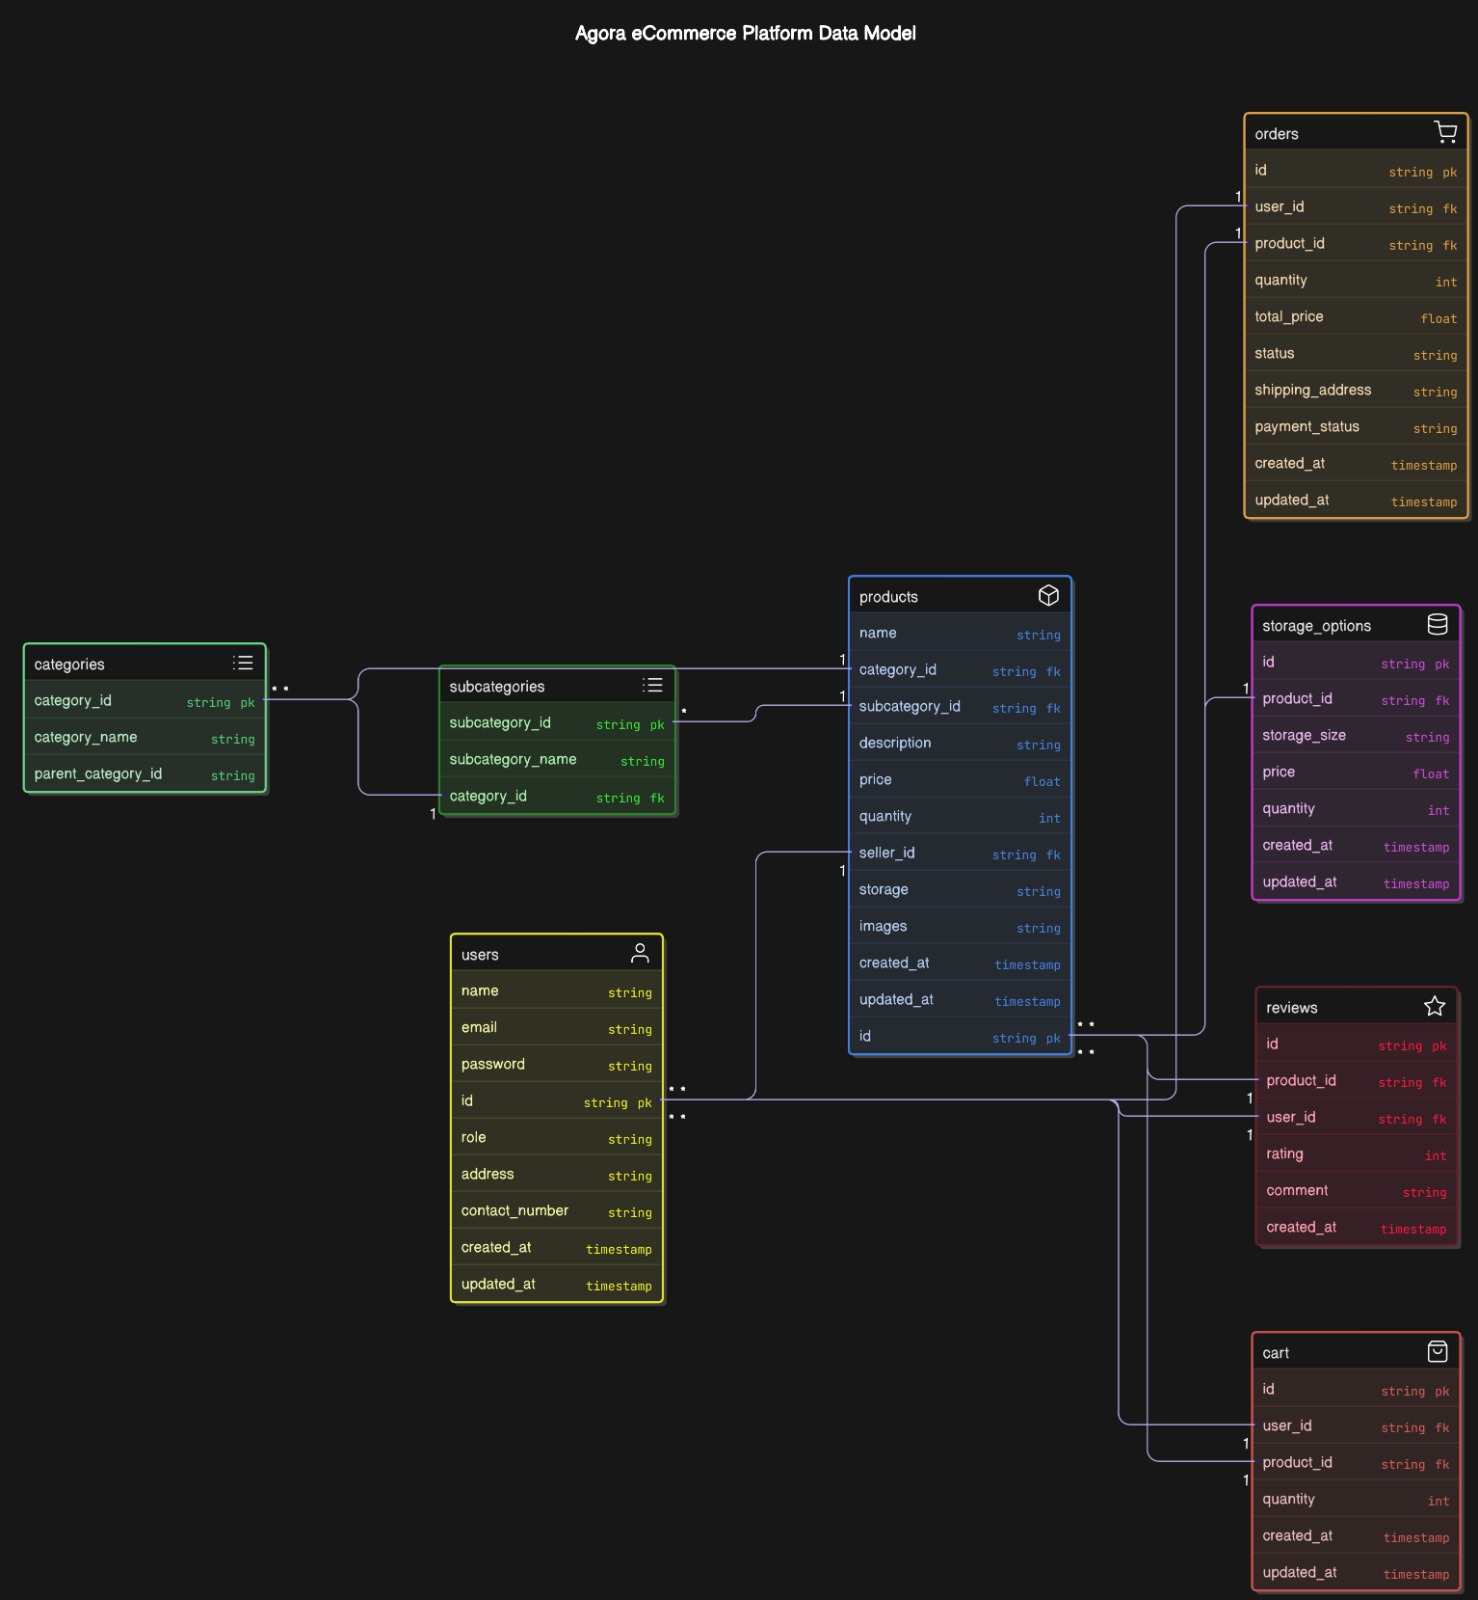 Agora eCommerce Platform Data Model
orders
id string pk
1
user_id string fk
1
product_id string fk
quantity int
total_price float
status string
shipping_address string
payment_status string
created_at timestamp
updated_at timestamp
products
name string
1
category_id string fk
1
subcategory_id string fk
description string
price float
quantity int
seller_id string fk
1
storage string
images string
created_at timestamp
updated_at timestamp
* *
id string pk
* *
storage_options
id string pk
1
product_id string fk
storage_size string
price float
quantity int
created_at timestamp
updated_at timestamp
categories
* *
category_id string pk
category_name string
parent_category_id string
subcategories
*
subcategory_id string pk
subcategory_name string
category_id string fk
1
users
name string
email string
password string
* *
id string pk
* *
role string
address string
contact_number string
created_at timestamp
updated_at timestamp
reviews
id string pk
product_id string fk
1
user_id string fk
1
rating int
comment string
created_at timestamp
cart
id string pk
user_id string fk
1
product_id string fk
1
quantity int
created_at timestamp
updated_at timestamp